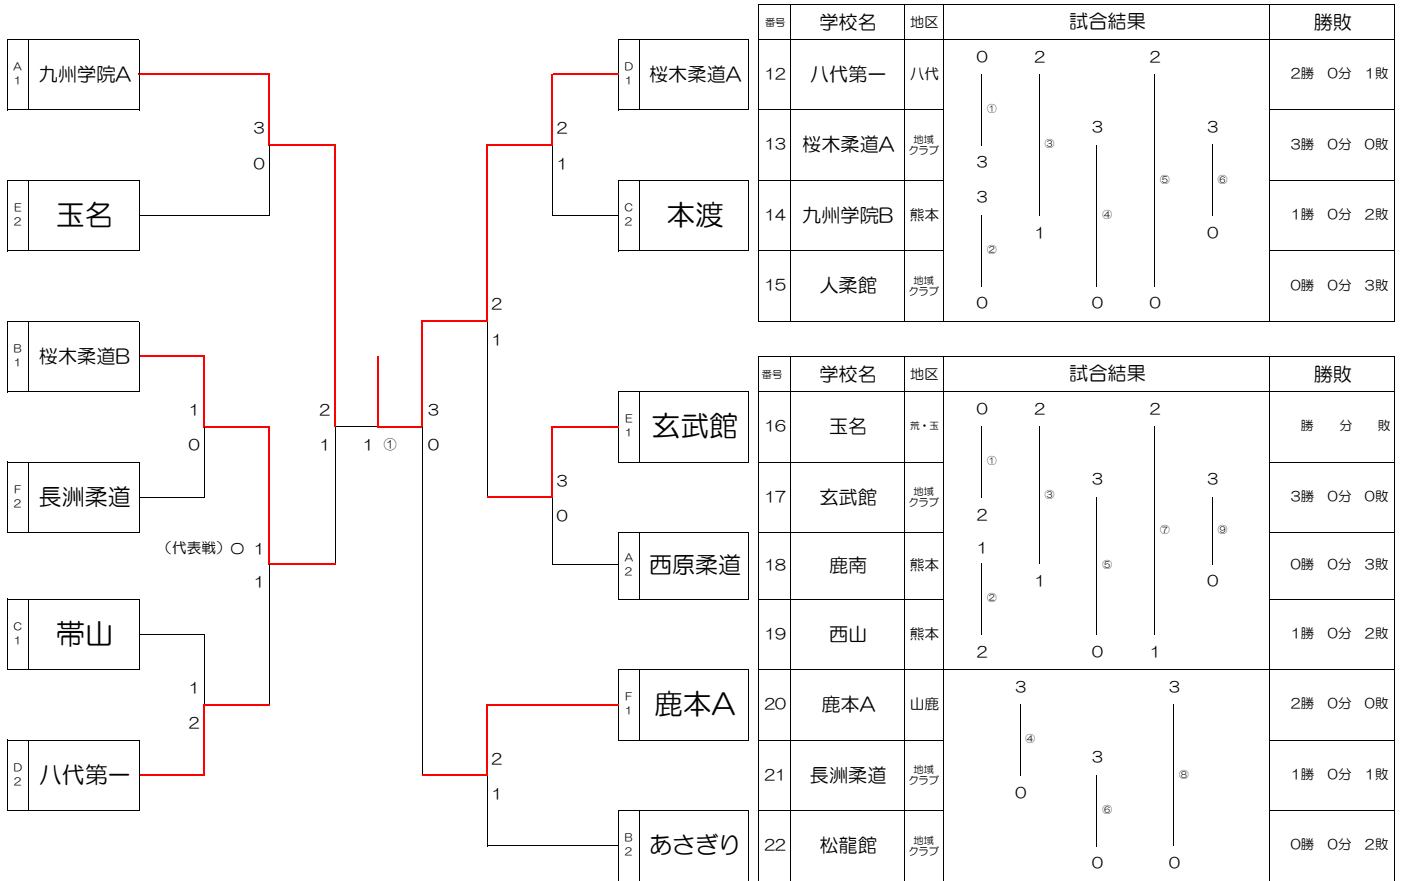 A 1 九州学院A
3
0
E 2 玉名
B 1 桜木柔道B
1
0
F 2 長洲柔道
(代表戦) 0 1
1
C 1 帯山
1
2
D 2 八代第一
2
1
1 ①
3
0
D 1 桜木柔道A
2
1
C 2 本渡
2
1
E 1 玄武館
3
0
A 2 西原柔道
F 1 鹿本A
2
1
B 2 あさぎり
番号 学校名 地区 試合結果 勝敗
0 2 2
12 八代第一 八代 2勝 0分 1敗
①
3 3
13 桜木柔道A 地域クラブ ③ 3勝 0分 0敗
3
⑤ ⑥
3
14 九州学院B 熊本 ④ 1勝 0分 2敗
1 0
②
15 人柔館 地域クラブ 0勝 0分 3敗
0 0 0
番号 学校名 地区 試合結果 勝敗
0 2 2
16 玉名 荒・玉 勝 分 敗
①
3 3
17 玄武館 地域クラブ ③ 3勝 0分 0敗
2
⑦ ⑨
1
18 鹿南 熊本 ⑤ 0勝 0分 3敗
1 0
②
19 西山 熊本 1勝 0分 2敗
2 0 1
3 3
20 鹿本A 山鹿 2勝 0分 0敗
④
3
21 長洲柔道 地域クラブ ⑧ 1勝 0分 1敗
0
⑥
22 松龍館 地域クラブ 0勝 0分 2敗
0 0